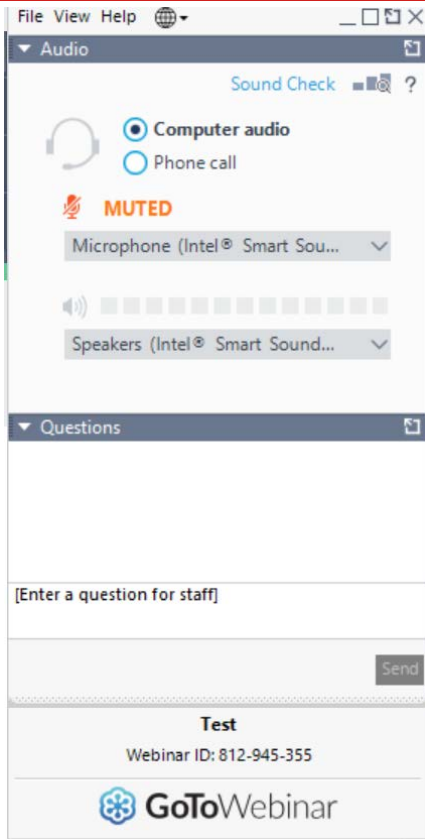 File View Help
Audio
Sound Check ?
Computer audio
Phone call
MUTED
Microphone (Intel® Smart Sou...
Speakers (Intel® Smart Sound...
Questions
[Enter a question for staff]
Send
Test
Webinar ID: 812-945-355
GoToWebinar